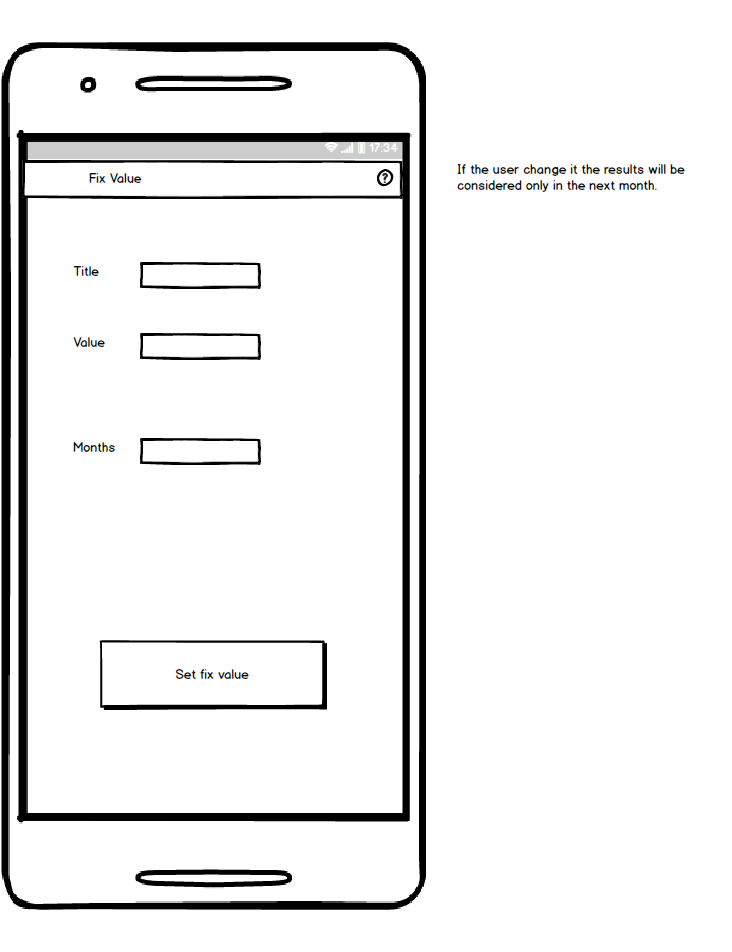 17:34
Fix Value
?
If the user change it the results will be
considered only in the next month.
Title
Value
Months
Set fix value